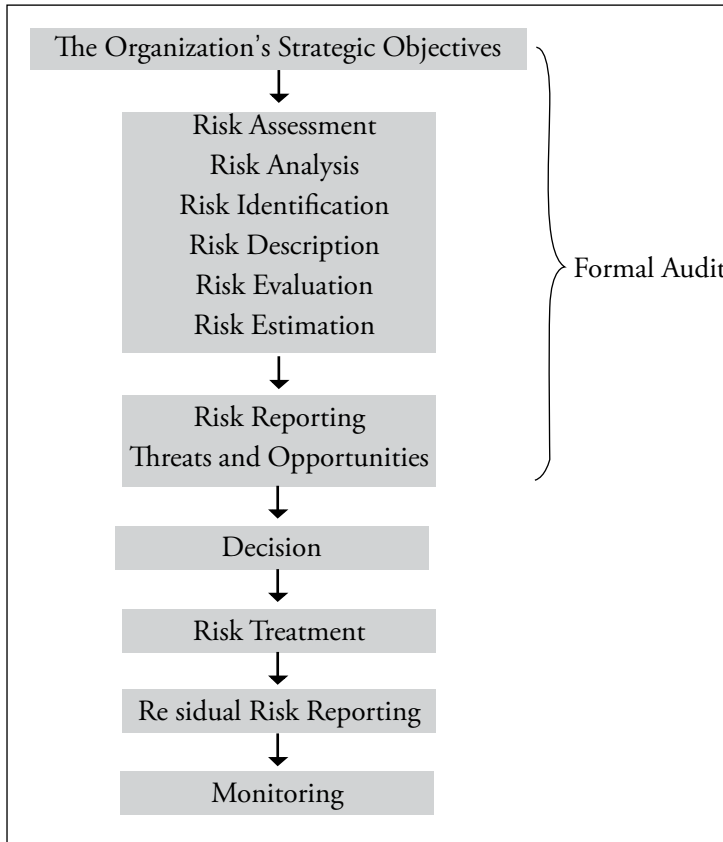 The Organization's Strategic Objectives
Risk Assessment
Risk Analysis
Risk Identification
Risk Description
Risk Evaluation
Risk Estimation
Formal Audit
Risk Reporting
Threats and Opportunities
Decision
Risk Treatment
Re sidual Risk Reporting
Monitoring